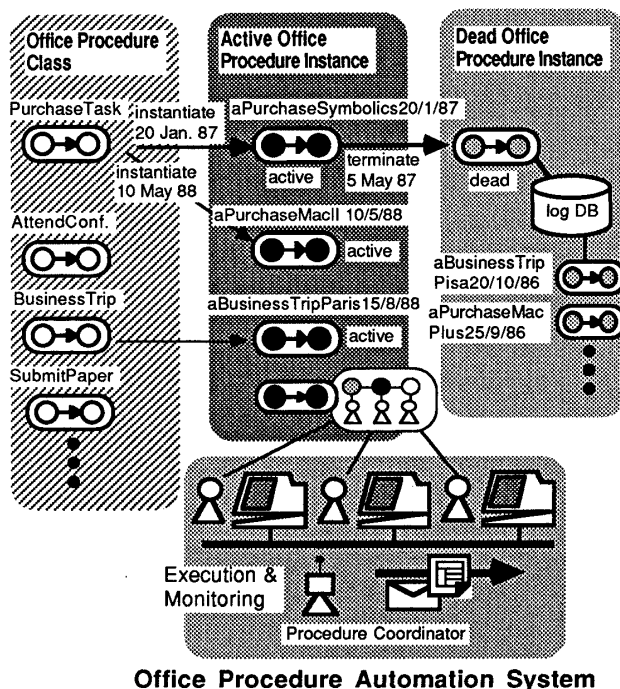 Office Procedure
Class
Active Office
Procedure Instance
Dead Office
Procedure Instance
PurchaseTask
instantiate
20 Jan. 87
aPurchaseSymbolics20/1/87
active
terminate
5 May 87
dead
instantiate
10 May 88
aPurchaseMacII 10/5/88
active
log DB
AttendConf.
aBusinessTrip
Pisa20/10/86
BusinessTrip
aBusinessTripParis15/8/88
active
aPurchaseMac
Plus25/9/86
SubmitPaper
Execution &
Monitoring
Procedure Coordinator
Office Procedure Automation System